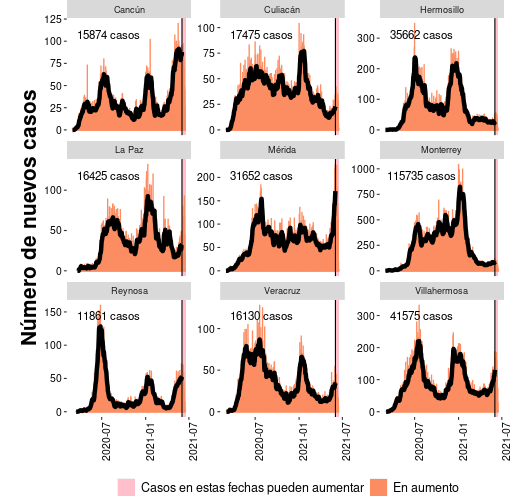 Número de nuevos casos
Cancún
Culiacán
Hermosillo
125
100
75
50
25
0
15874 casos
100
75
50
25
0
17475 casos
300
200
100
0
35662 casos
La Paz
Mérida
Monterrey
100
50
0
16425 casos
200
150
100
50
0
31652 casos
1000
750
500
250
0
115735 casos
Reynosa
Veracruz
Villahermosa
150
100
50
0
11861 casos
100
50
0
16130 casos
300
200
100
0
41575 casos
2020-07
2021-01
2021-07
2020-07
2021-01
2021-07
2020-07
2021-01
2021-07
Casos en estas fechas pueden aumentar
En aumento